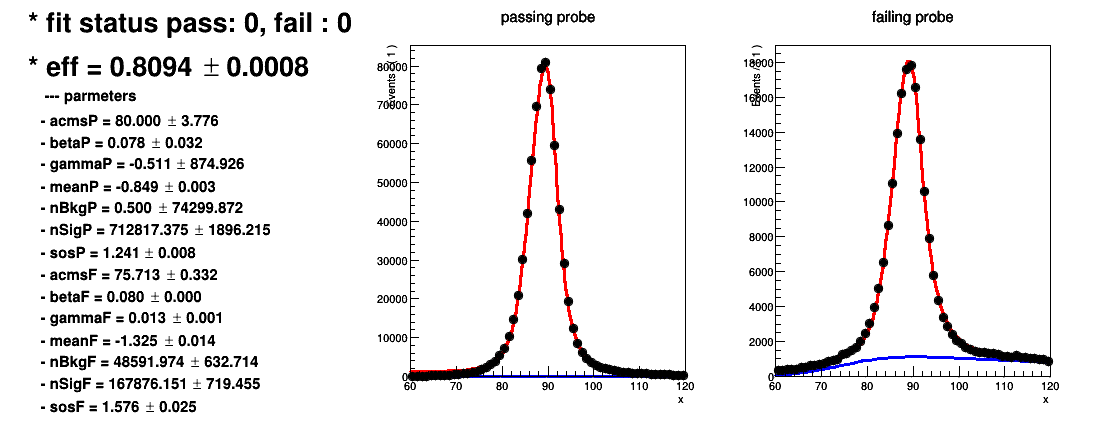 * fit status pass: 0, fail : 0
* eff = 0.8094 ± 0.0008
--- parmeters
- acmsP = 80.000 ± 3.776
- betaP = 0.078 ± 0.032
- gammaP = -0.511 ± 874.926
- meanP = -0.849 ± 0.003
- nBkgP = 0.500 ± 74299.872
- nSigP = 712817.375 ± 1896.215
- sosP = 1.241 ± 0.008
- acmsF = 75.713 ± 0.332
- betaF = 0.080 ± 0.000
- gammaF = 0.013 ± 0.001
- meanF = -1.325 ± 0.014
- nBkgF = 48591.974 ± 632.714
- nSigF = 167876.151 ± 719.455
- sosF = 1.576 ± 0.025
passing probe
Events / ( 1 )
80000
70000
60000
50000
40000
30000
20000
10000
0
60 70 80 90 100 110 120
x
failing probe
Events / ( 1 )
18000
16000
14000
12000
10000
8000
6000
4000
2000
0
60 70 80 90 100 110 120
x